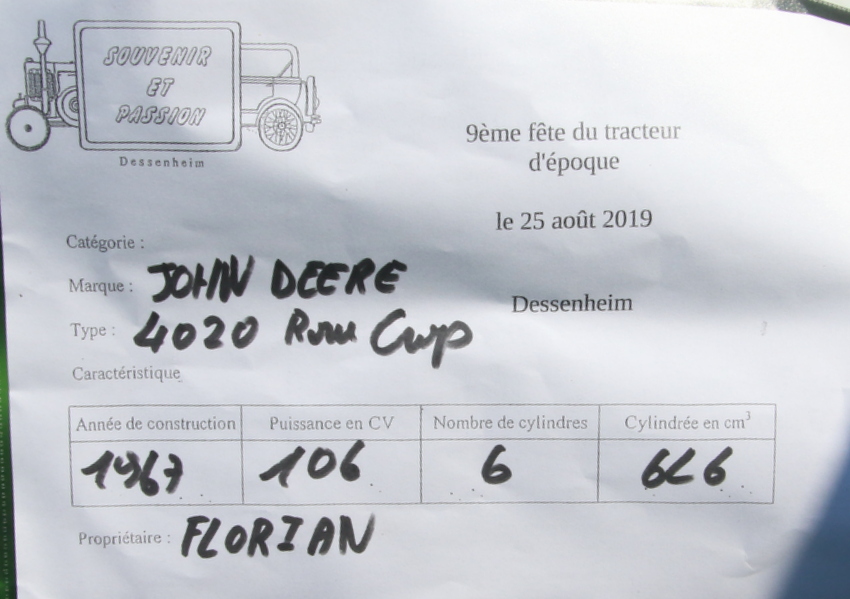 SOUVENIR
ET
PASSION
Dessenheim
9ème fête du tracteur
d'époque
le 25 août 2019
Dessenheim
Catégorie :
Marque : JOHN DEERE
Type : 4020 Row Crop
Caractéristique
Année de construction Puissance en CV Nombre de cylindres Cylindrée en cm³
1967 106 6 6L6
Propriétaire : FLORIAN